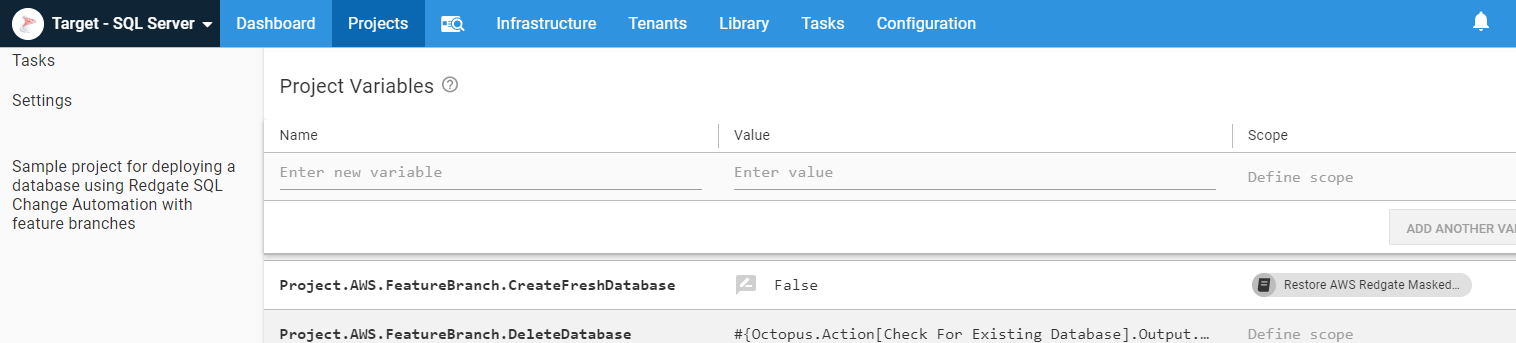 Target - SQL Server Dashboard Projects Infrastructure Tenants Library Tasks Configuration
Tasks
Settings
Sample project for deploying a
database using Redgate SQL
Change Automation with
feature branches
Project Variables ?
Name Value Scope
Enter new variable Enter value Define scope
ADD ANOTHER VA
Project.AWS.FeatureBranch.CreateFreshDatabase False Restore AWS Redgate Masked...
Project.AWS.FeatureBranch.DeleteDatabase #{Octopus.Action[Check For Existing Database].Output.... Define scope